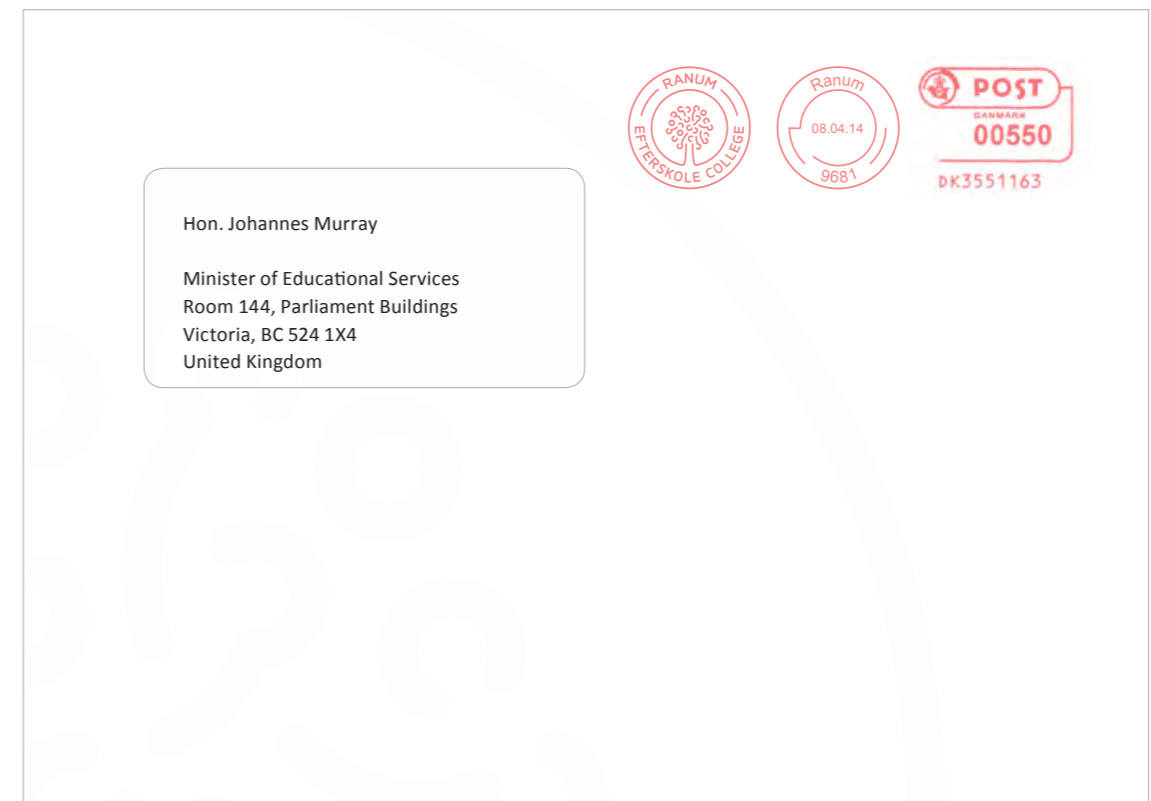 RANUM
EFTERSKOLE COLLEGE
Ranum
08.04.14
9681
POST
DANMARK
00550
DK3551163
Hon. Johannes Murray
Minister of Educational Services
Room 144, Parliament Buildings
Victoria, BC 524 1X4
United Kingdom